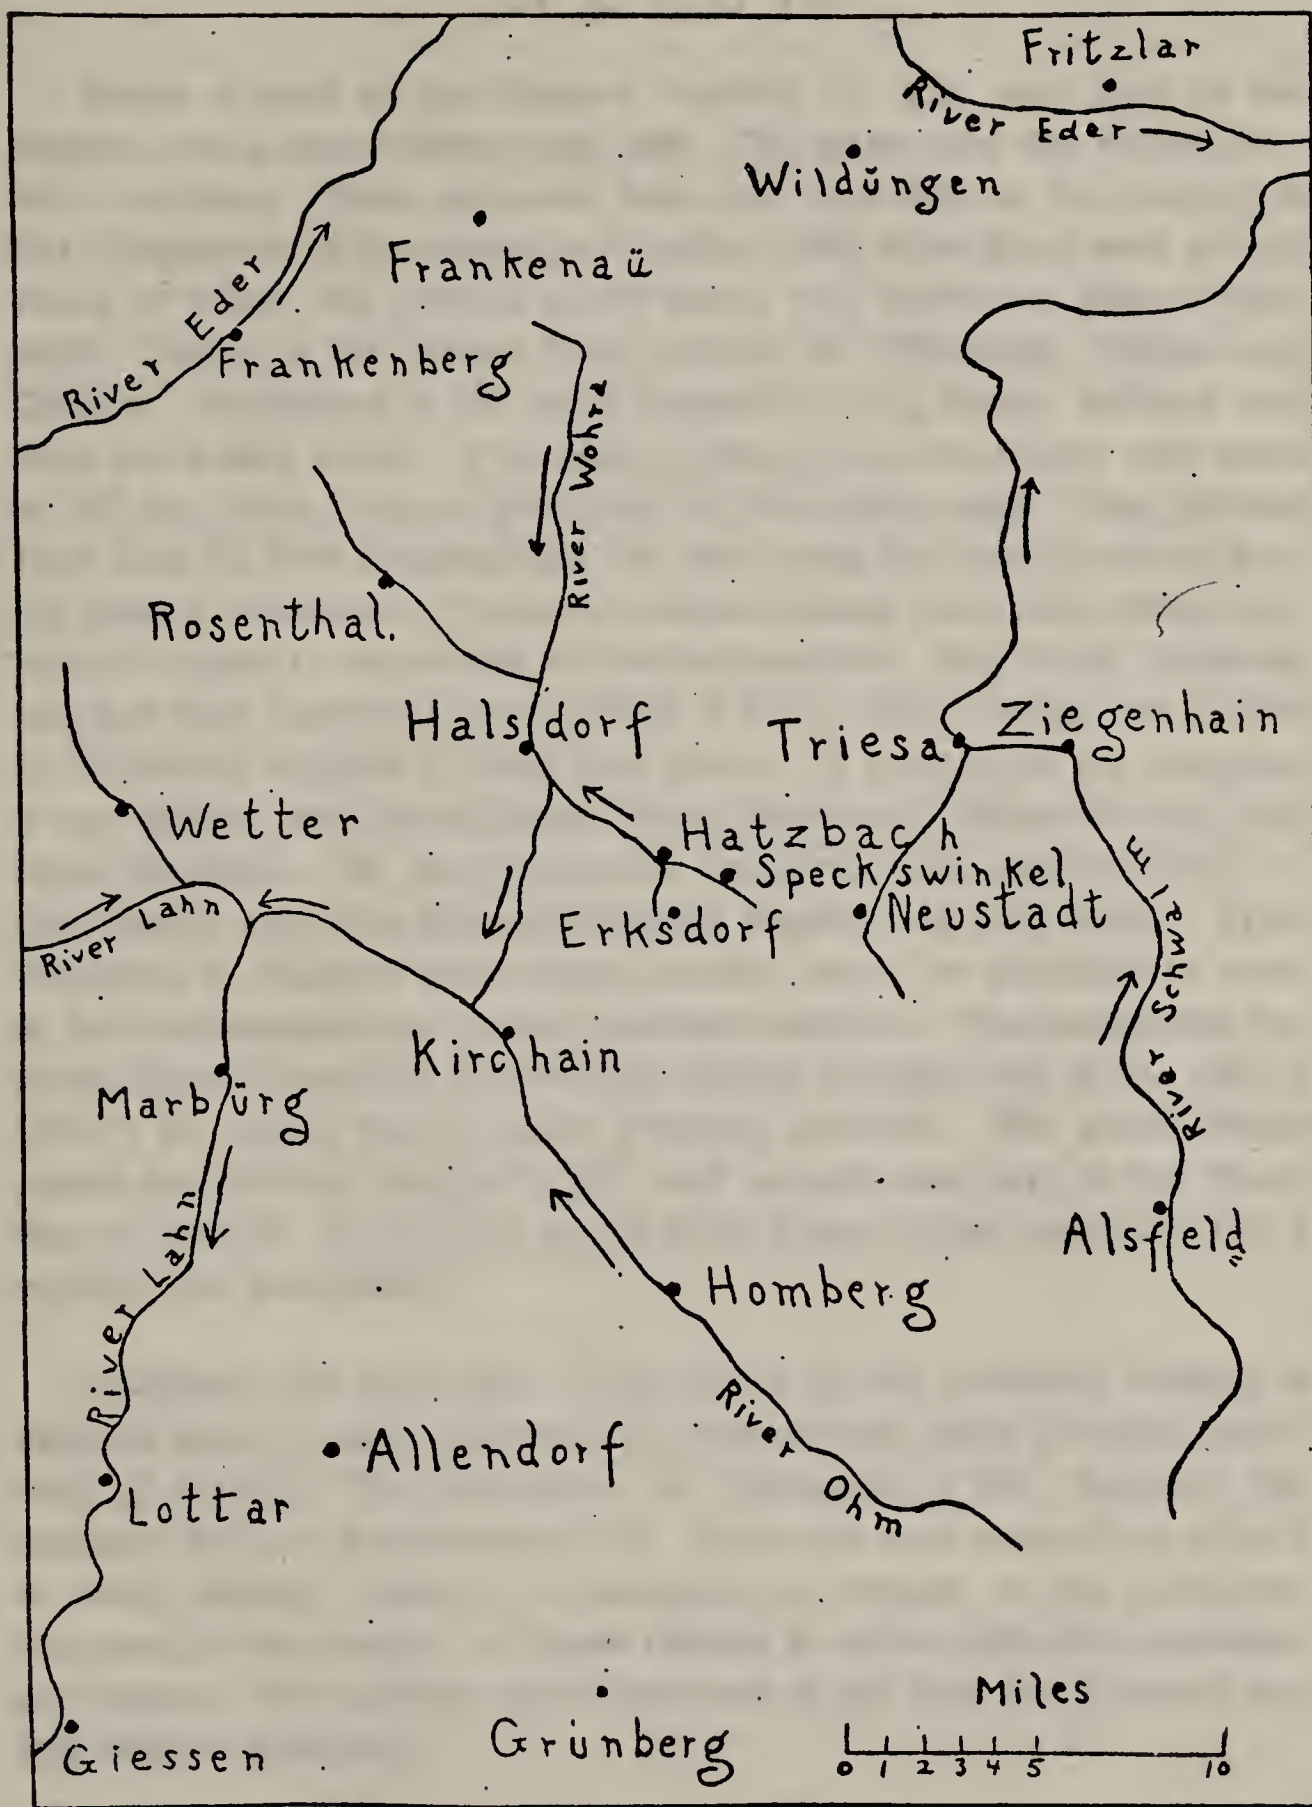 Fritzlar
River Eder
Wildŭngen
Frankenaü
River Eder
Frankenberg
River Wohra
Rosenthal.
Halsdorf
Triesa
Ziegenhain
Wetter
Hatzbach
Speckswinkel
Erksdorf
Neustadt
River Lahn
River Schwalm
Kirchain
Marbürg
Alsfeld
River Lahn
Homberg
River Ohm
Allendorf
Lottar
Miles
0 1 2 3 4 5 10
Grünberg
Giessen